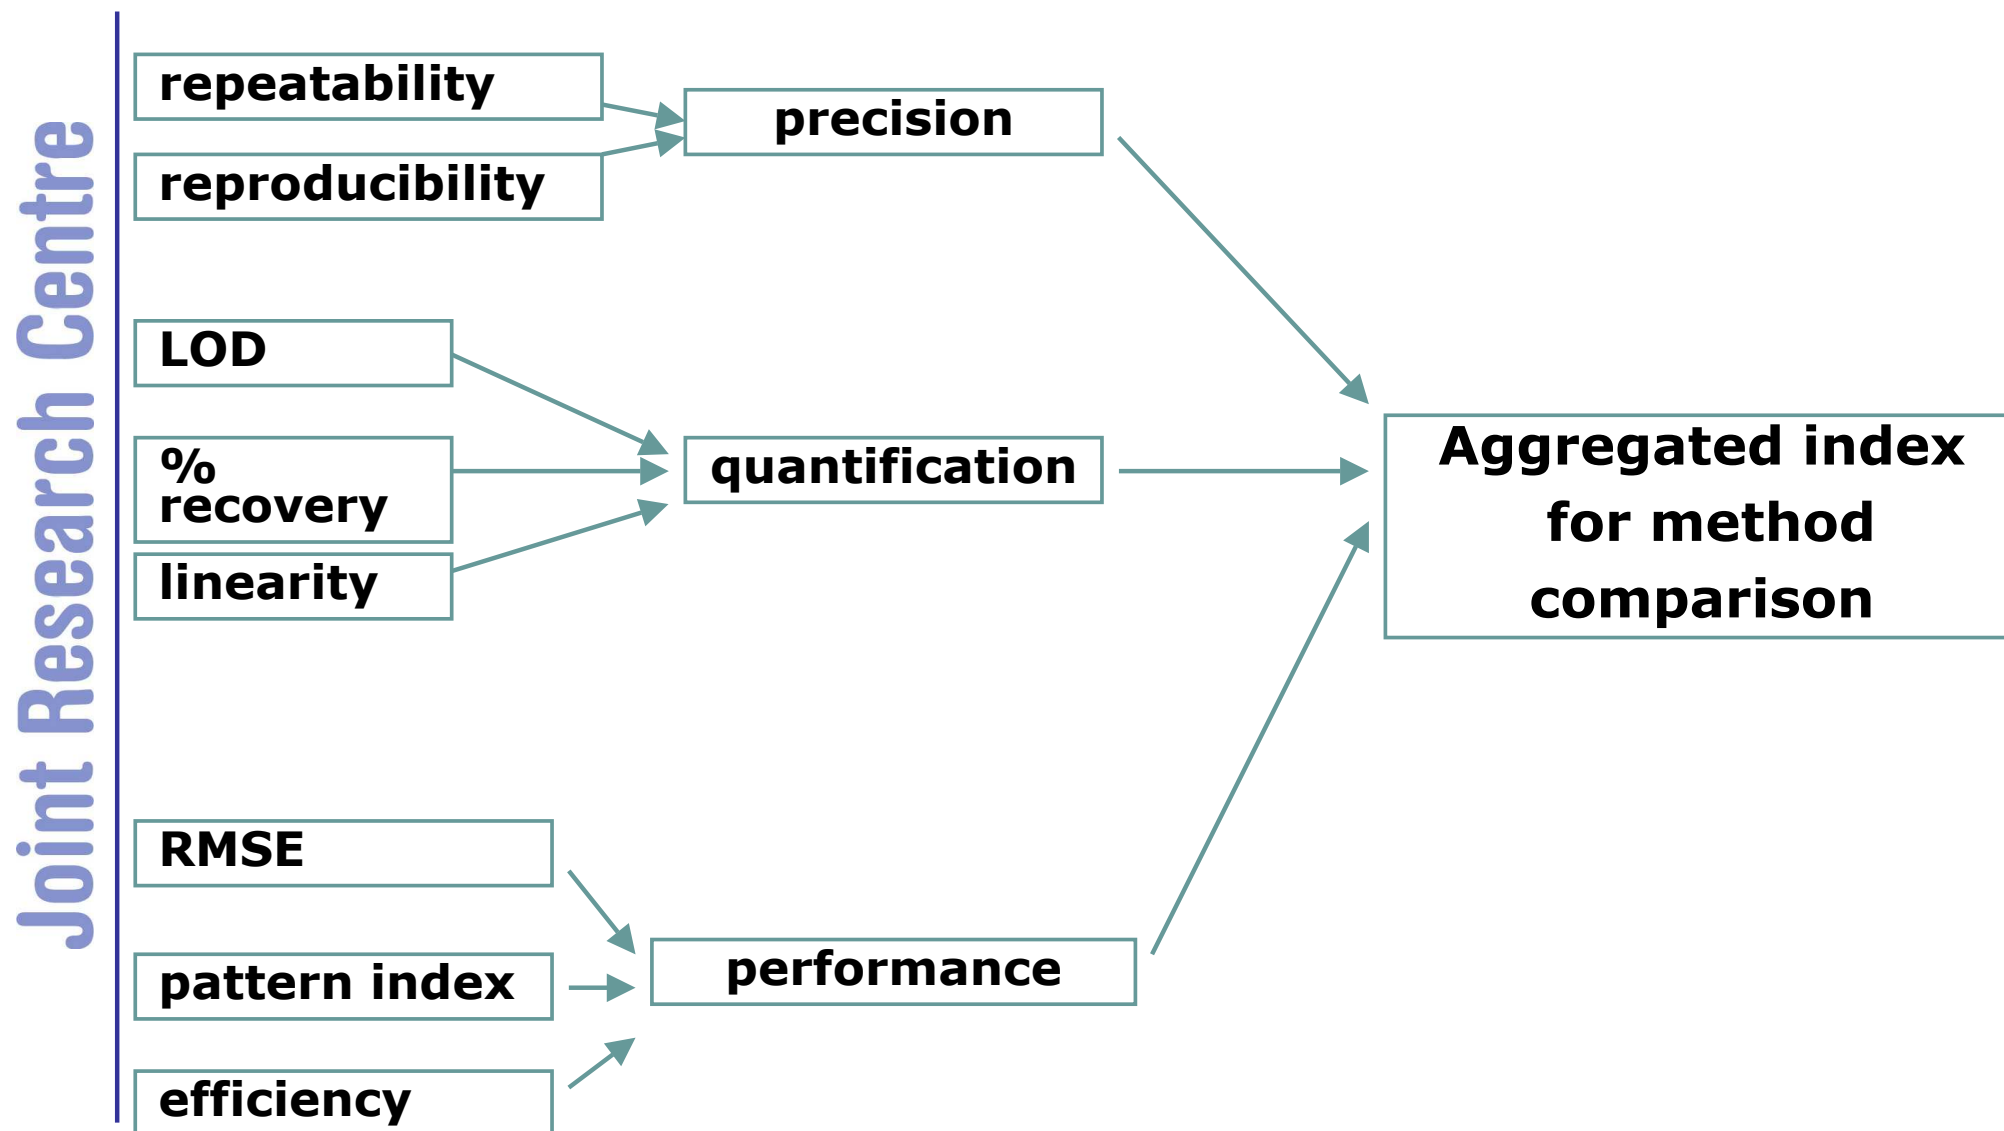 Joint Research Centre
repeatability
precision
reproducibility
LOD
%
recovery
quantification
linearity
Aggregated index
for method
comparison
RMSE
pattern index
performance
efficiency